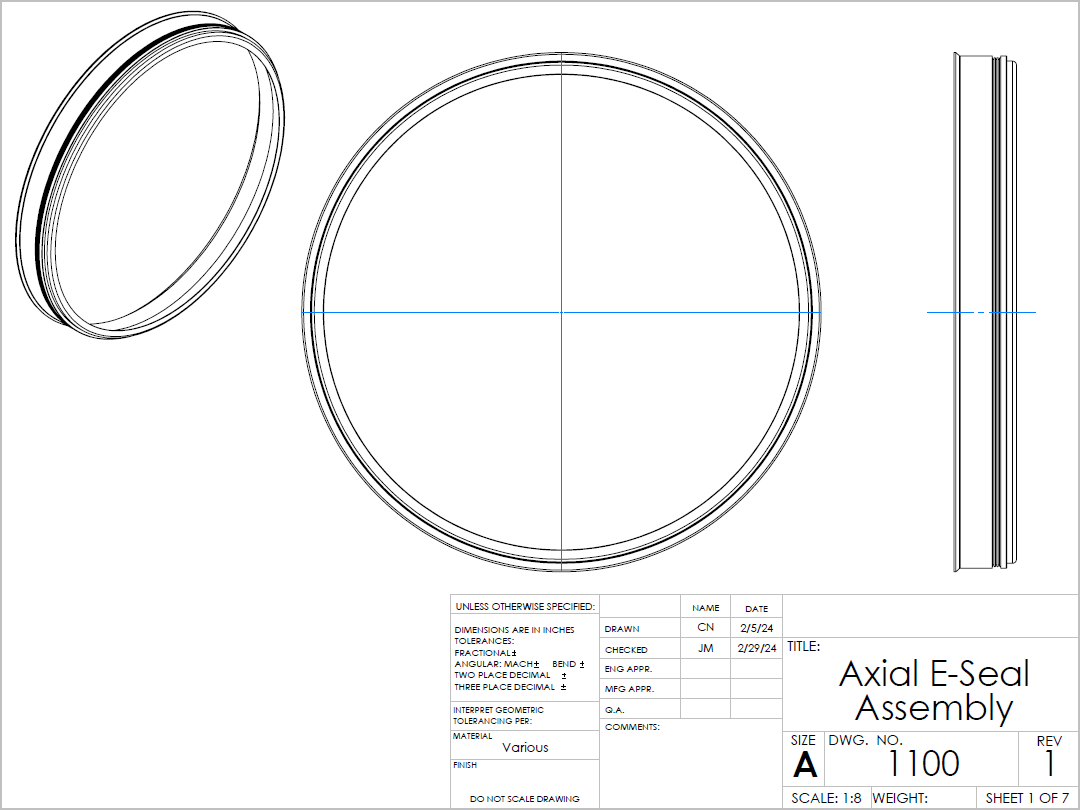 UNLESS OTHERWISE SPECIFIED:
DIMENSIONS ARE IN INCHES
TOLERANCES:
FRACTIONAL±
ANGULAR: MACH± BEND ±
TWO PLACE DECIMAL ±
THREE PLACE DECIMAL ±
INTERPRET GEOMETRIC
TOLERANCING PER:
MATERIAL
Various
FINISH
DO NOT SCALE DRAWING
NAME DATE
DRAWN CN 2/5/24
CHECKED JM 2/29/24
ENG APPR.
MFG APPR.
Q.A.
COMMENTS:
TITLE:
Axial E-Seal
Assembly
SIZE DWG. NO. REV
A 1100 1
SCALE: 1:8 WEIGHT: SHEET 1 OF 7